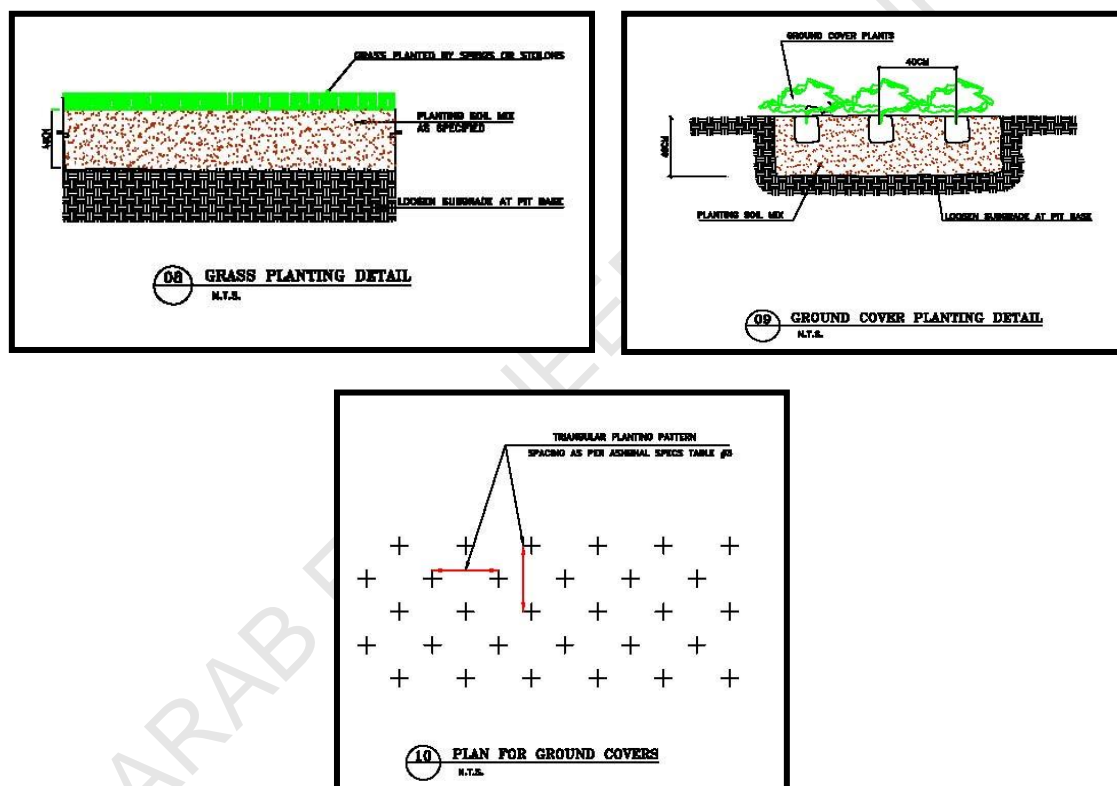 GRASS PLANTED BY SPRIGS OR STOLONS
PLANTING SOIL MIX
AS SPECIFIED
LOOSEN SUBGRADE AT PIT BASE
08 GRASS PLANTING DETAIL
N.T.S.
GROUND COVER PLANTS
40CM
40CM
PLANTING SOIL MIX
LOOSEN SUBGRADE AT PIT BASE
09 GROUND COVER PLANTING DETAIL
N.T.S.
TRIANGULAR PLANTING PATTERN
SPACING AS PER ASHGHAL SPECS TABLE
10 PLAN FOR GROUND COVERS
N.T.S.
ARAB